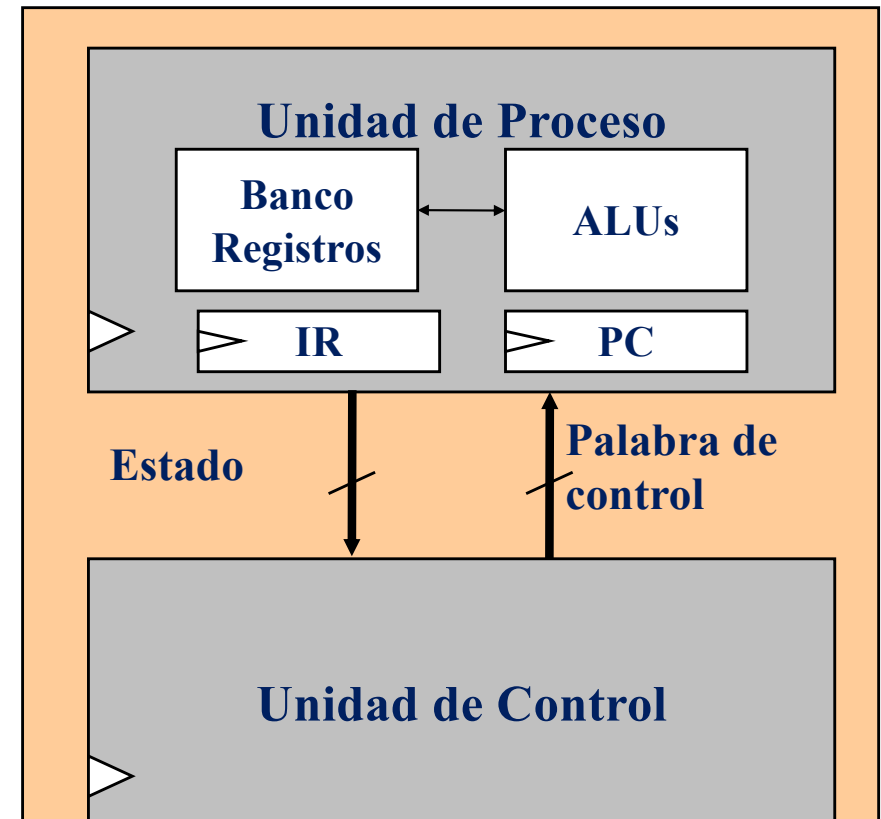 Unidad de Proceso
Banco
Registros
ALUs
IR
PC
Estado
Palabra de
control
Unidad de Control